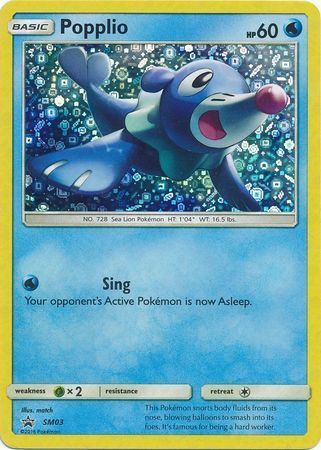 BASIC Popplio HP 60
NO. 728 Sea Lion Pokémon HT: 1'04" WT: 16.5 lbs.
Sing
Your opponent's Active Pokémon is now Asleep.
weakness ×2 resistance retreat
Illus. match
SM03
©2016 Pokémon
This Pokémon snorts body fluids from its
nose, blowing balloons to smash into its
foes. It's famous for being a hard worker.